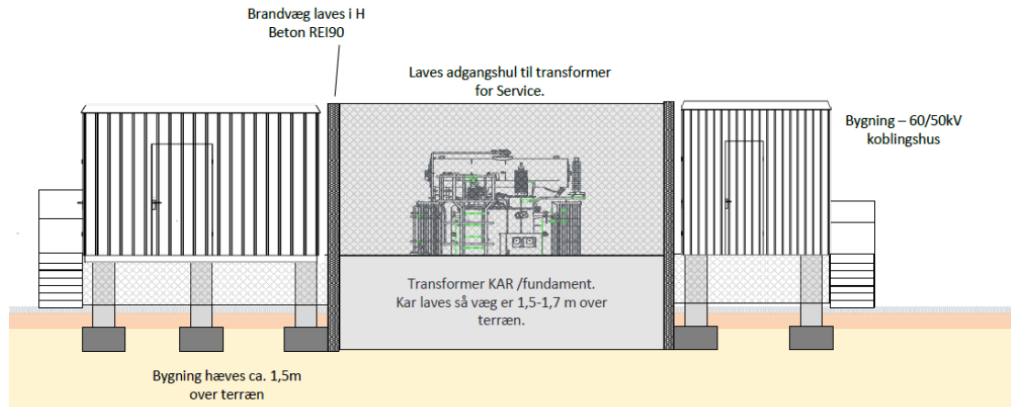 Brandvæg laves i H
Beton REI90
Laves adgangshul til transformer
for Service.
Bygning – 60/50kV
koblingshus
Transformer KAR /fundament.
Kar laves så væg er 1,5-1,7 m over
terræn.
Bygning hæves ca. 1,5m
over terræn